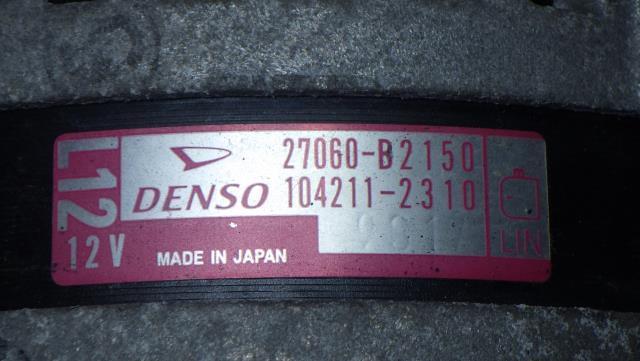 L12
12V
27060-B2150
DENSO 104211-2310
MADE IN JAPAN
LIN